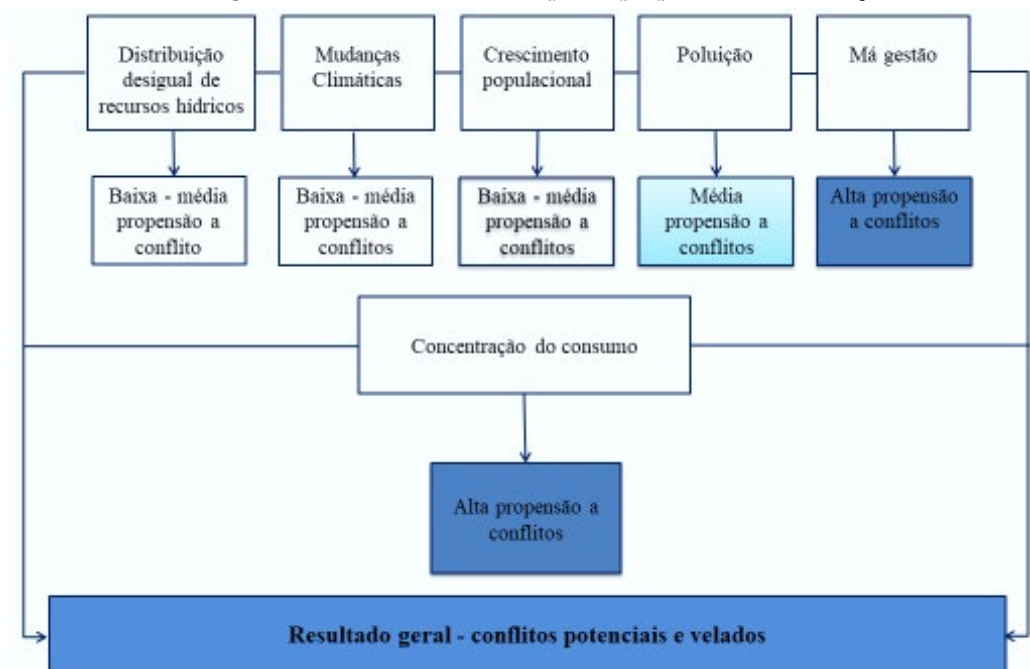 Distribuição
desigual de
recursos hídricos
Mudanças
Climáticas
Crescimento
populacional
Poluição
Má gestão
Baixa - média
propensão a
conflito
Baixa - média
propensão a
conflitos
Baixa - média
propensão a
conflitos
Média
propensão a
conflitos
Alta propensão
a conflitos
Concentração do consumo
Alta propensão a
conflitos
Resultado geral - conflitos potenciais e velados